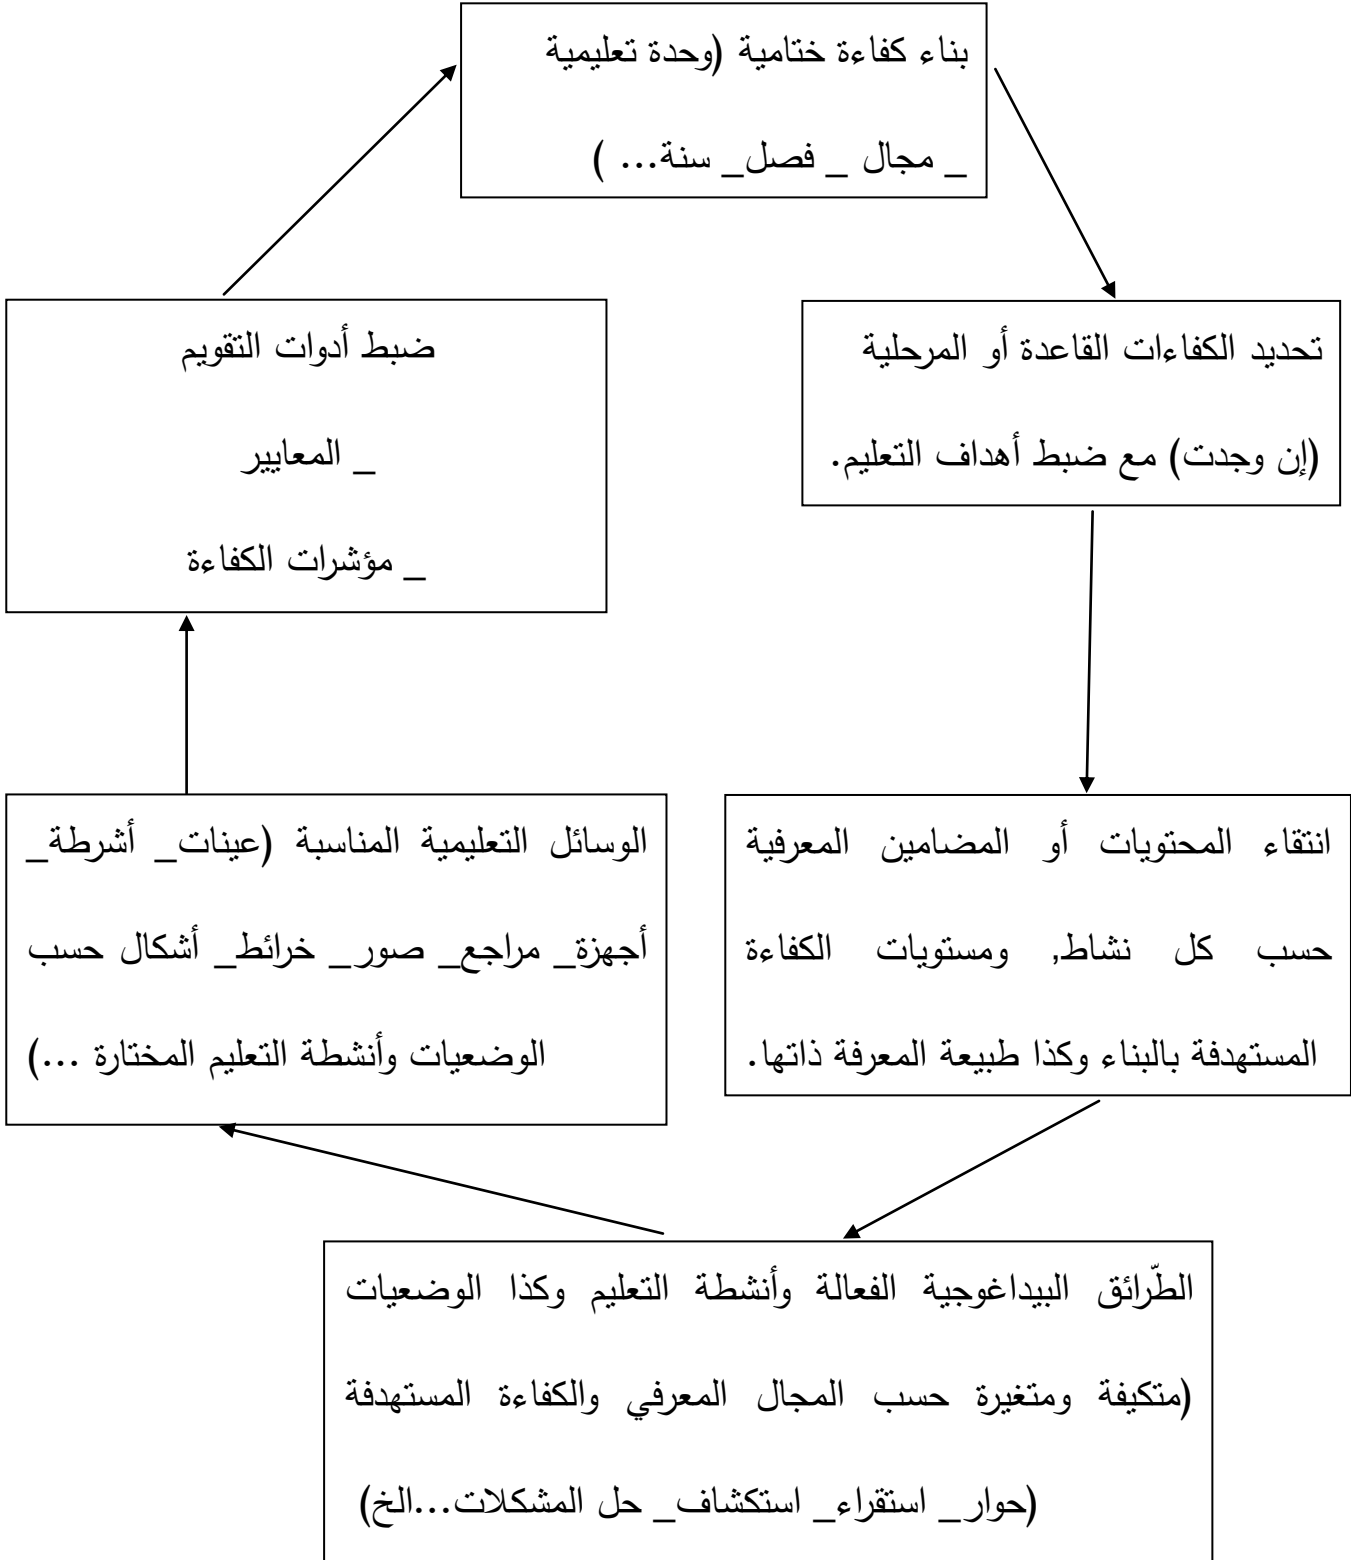 بناء كفاءة ختامية (وحدة تعليمية
_ مجال _ فصل_ سنة... )
تحديد الكفاءات القاعدة أو المرحلية
(إن وجدت) مع ضبط أهداف التعليم.
انتقاء المحتويات أو المضامين المعرفية
حسب كل نشاط, ومستويات الكفاءة
المستهدفة بالبناء وكذا طبيعة المعرفة ذاتها.
الطّرائق البيداغوجية الفعالة وأنشطة التعليم وكذا الوضعيات
(متكيفة ومتغيرة حسب المجال المعرفي والكفاءة المستهدفة
(حوار_ استقراء_ استكشاف_ حل المشكلات...الخ)
الوسائل التعليمية المناسبة (عينات_ أشرطة_
أجهزة_ مراجع_ صور_ خرائط_ أشكال حسب
الوضعيات وأنشطة التعليم المختارة ...)
ضبط أدوات التقويم
_ المعايير
_ مؤشرات الكفاءة